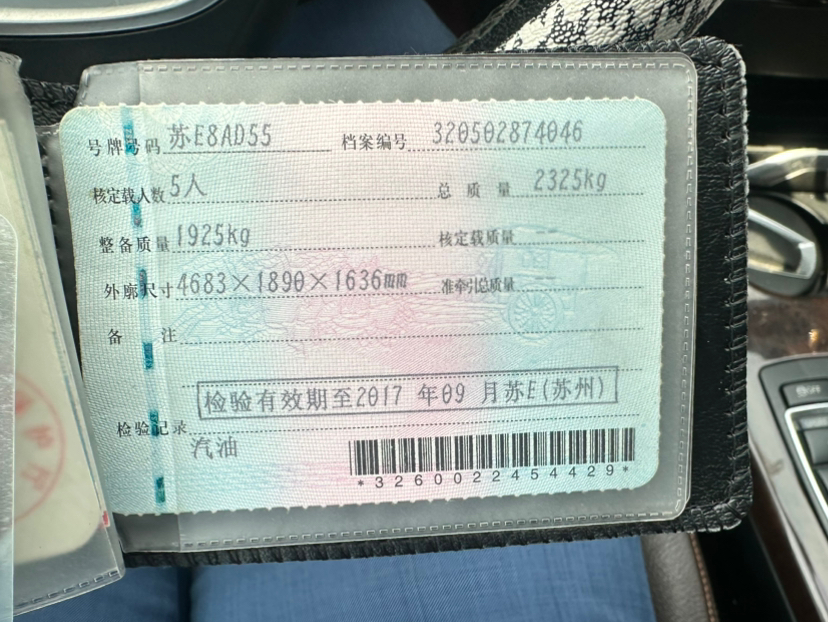 号牌号码 苏E8AD55 档案编号 320502874046
核定载人数 5人 总质量 2325kg
整备质量 1925kg 核定载质量
外廓尺寸 4683×1890×1636mm 准牵引总质量 --
备注
检验有效期至2017年09月苏E(苏州)
检验记录
汽油
*3260022454429*